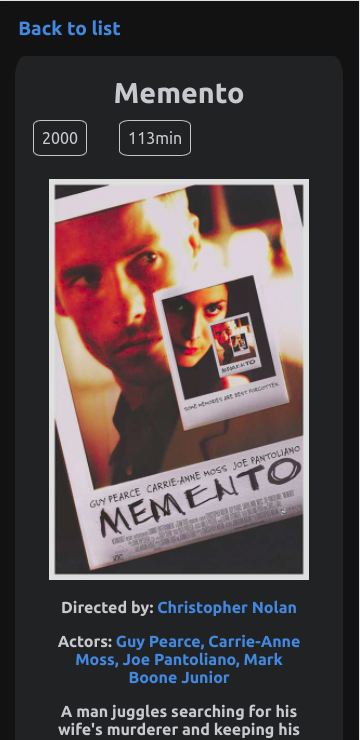 Back to list
Memento
2000
113min
SOME MEMORIES ARE BEST FORGOTTEN.
MEMENTO
GUY PEARCE CARRIE-ANNE MOSS JOE PANTOLIANO
MEMENTO
Directed by: Christopher Nolan
Actors: Guy Pearce, Carrie-Anne
Moss, Joe Pantoliano, Mark
Boone Junior
A man juggles searching for his
wife's murderer and keeping his